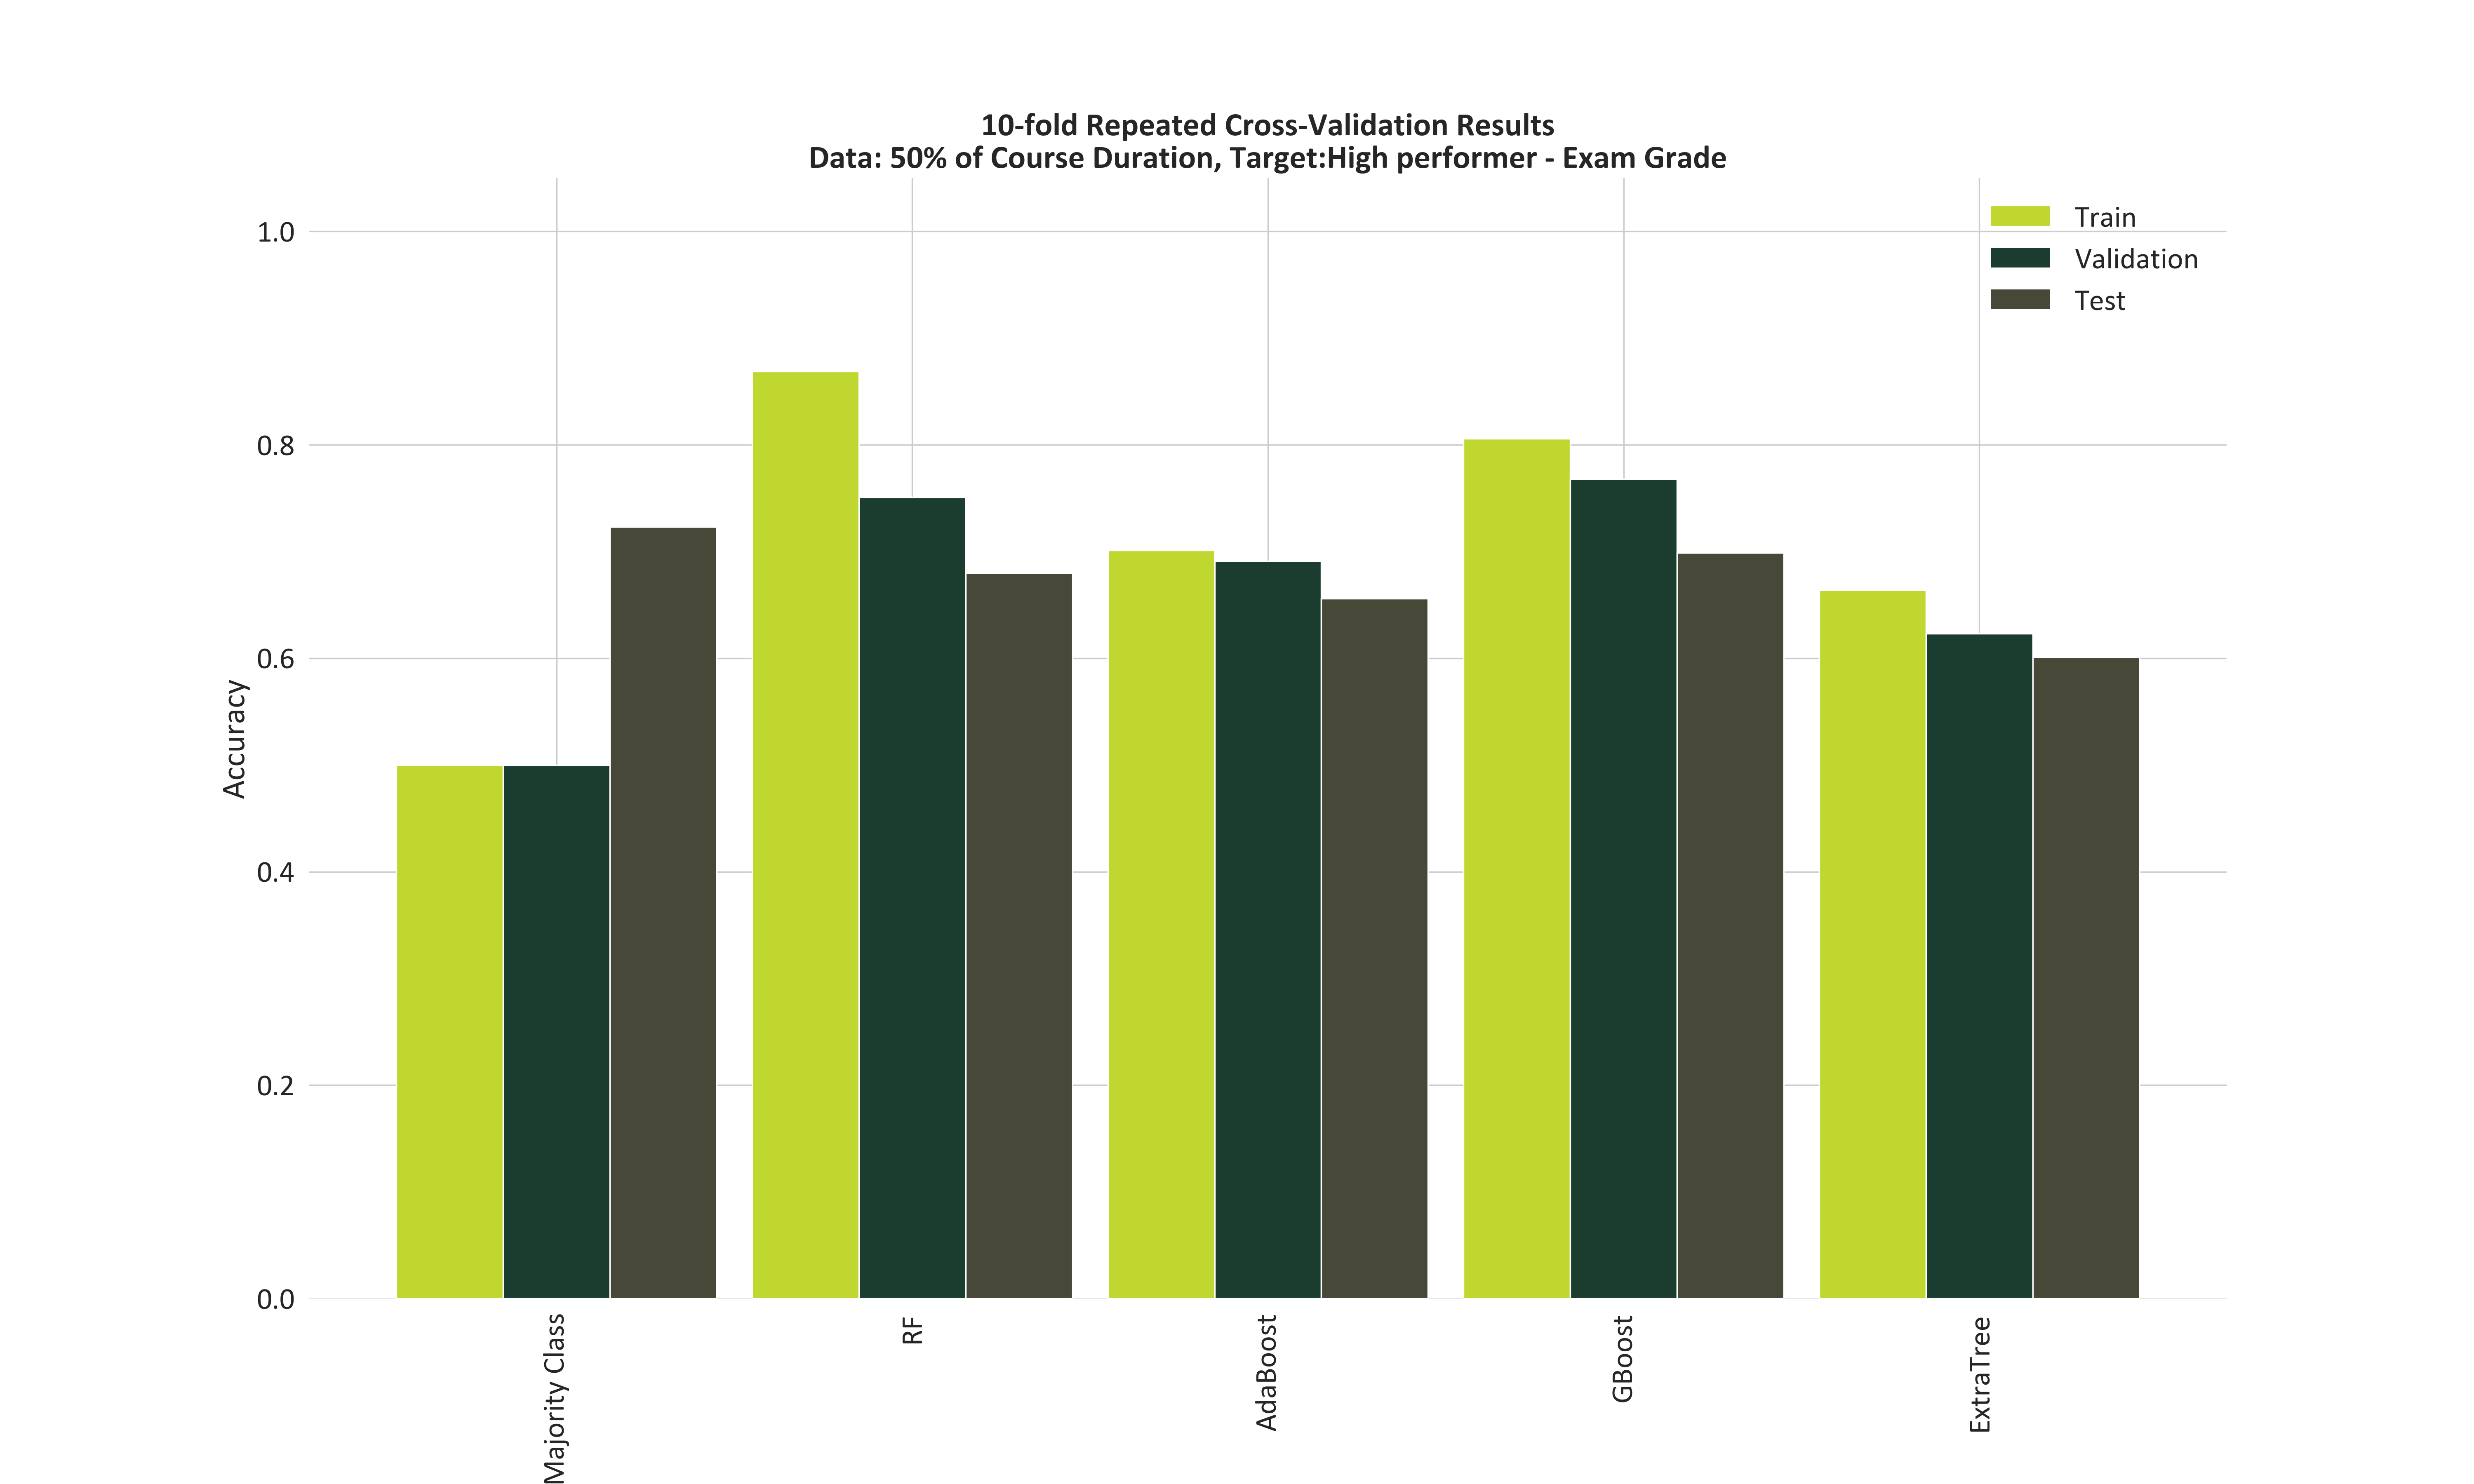 10-fold Repeated Cross-Validation Results
Data: 50% of Course Duration, Target:High performer - Exam Grade
Train
Validation
Test
Accuracy
1.0
0.8
0.6
0.4
0.2
0.0
Majority Class
RF
AdaBoost
GBoost
ExtraTree